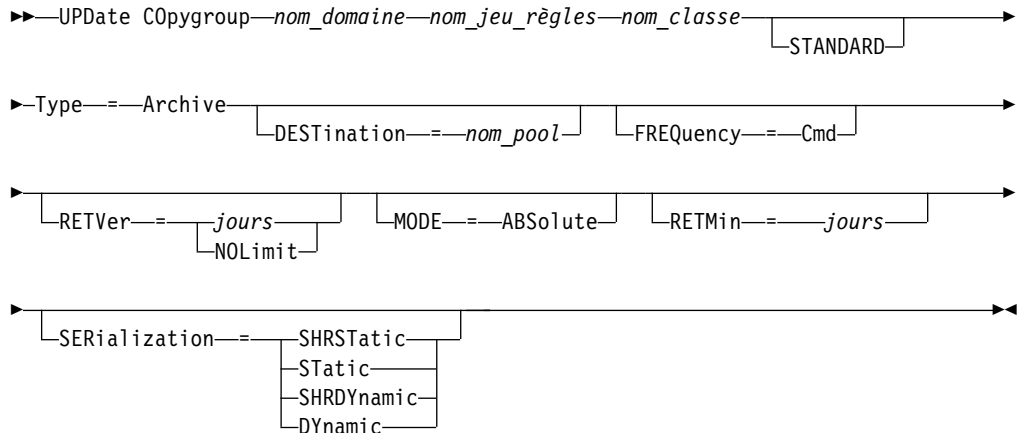 UPDate COpygroup nom_domaine nom_jeu_règles nom_classe
STANDARD
Type = Archive
DESTination = nom_pool
FREQuency = Cmd
RETVer = jours
NOLimit
MODE = ABSolute
RETMin = jours
SERialization = SHRSTatic
STatic
SHRDYnamic
DYnamic